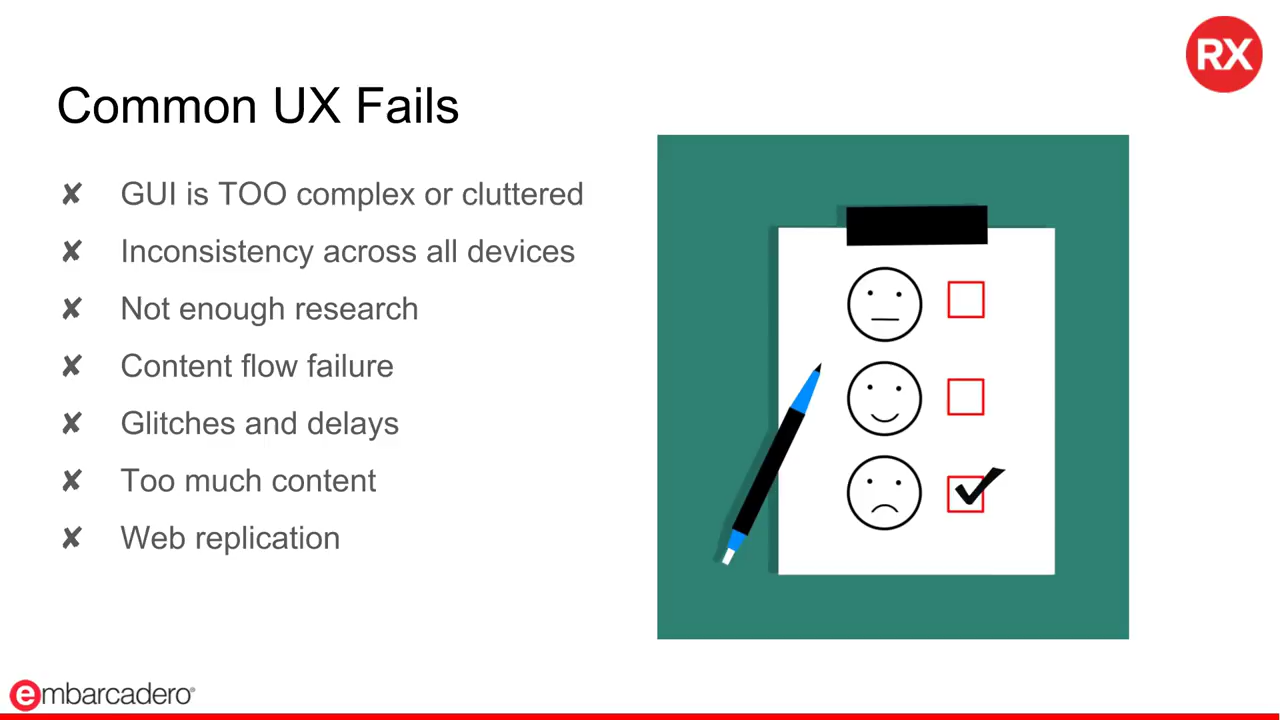 RX
Common UX Fails
✘ GUI is TOO complex or cluttered
✘ Inconsistency across all devices
✘ Not enough research
✘ Content flow failure
✘ Glitches and delays
✘ Too much content
✘ Web replication
embarcadero®